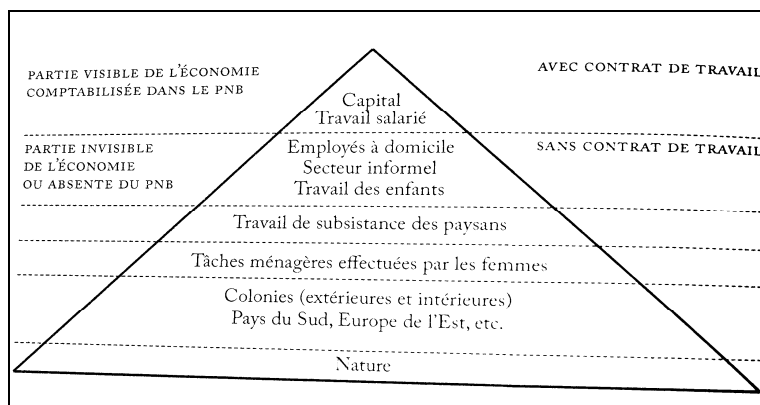 PARTIE VISIBLE DE L'ÉCONOMIE
COMPTABILISÉE DANS LE PNB
AVEC CONTRAT DE TRAVAIL
Capital
Travail salarié
PARTIE INVISIBLE
DE L'ÉCONOMIE
OU ABSENTE DU PNB
SANS CONTRAT DE TRAVAIL
Employés à domicile
Secteur informel
Travail des enfants
Travail de subsistance des paysans
Tâches ménagères effectuées par les femmes
Colonies (extérieures et intérieures)
Pays du Sud, Europe de l'Est, etc.
Nature